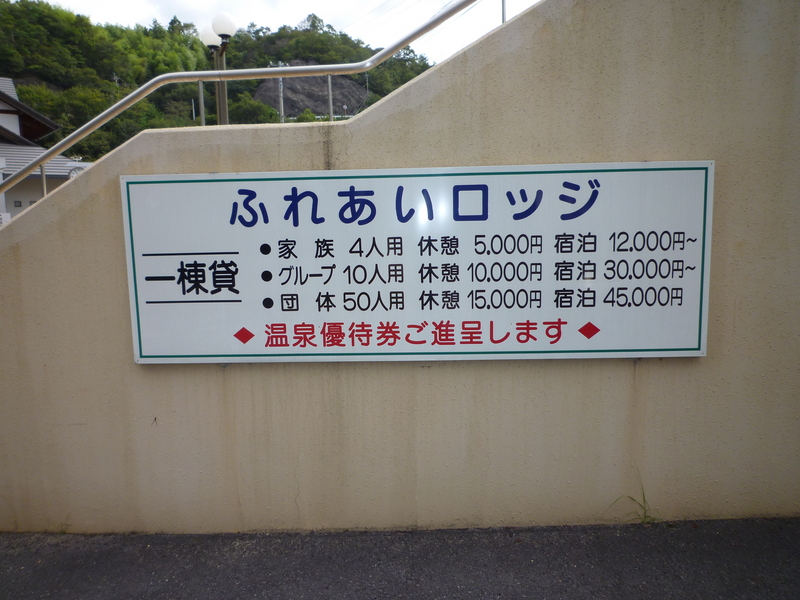 ふれあいロッジ
一棟貸
●家族 4人用 休憩 5.000円 宿泊 12.000円~
●グループ 10人用 休憩 10.000円 宿泊 30.000円~
●団体 50人用 休憩 15.000円 宿泊 45.000円
◆温泉優待券ご進呈します◆